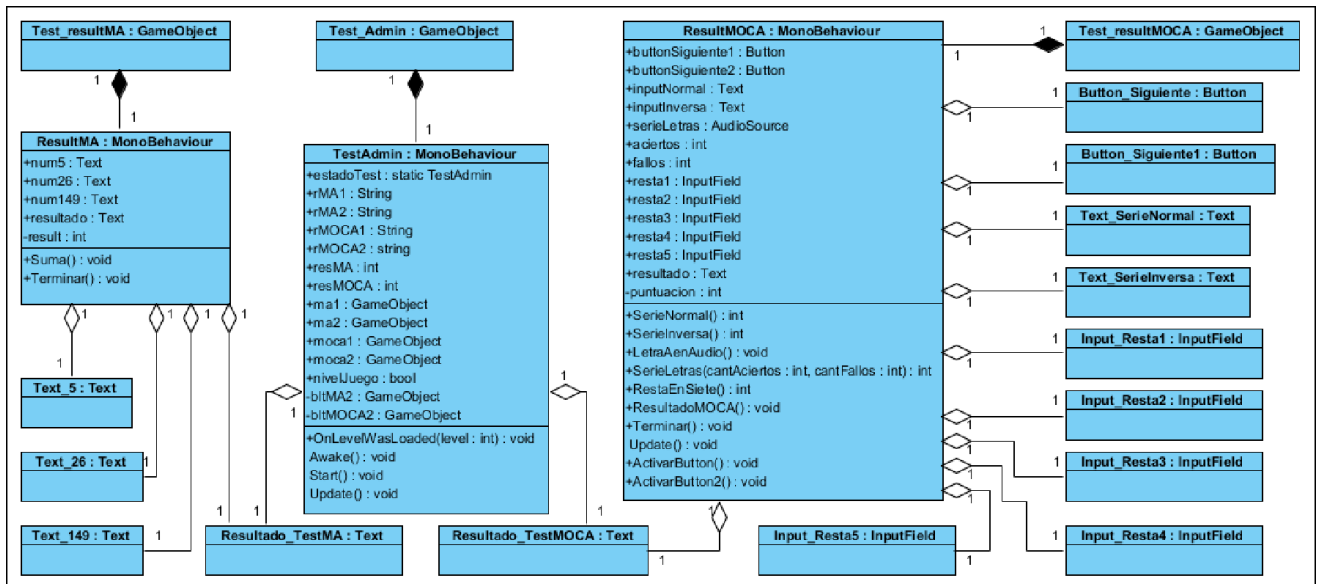 Test_resultMA : GameObject
1
1
ResultMA : MonoBehaviour
+num5 : Text
+num26 : Text
+num149 : Text
+resultado : Text
-result : int
+Suma() : void
+Terminar() : void
1
1
1
1
1
Text_5 : Text
Text_26 : Text
1
Text_149 : Text
1
1
Test_Admin : GameObject
1
1
TestAdmin : MonoBehaviour
+estadoTest : static TestAdmin
+rMA1 : String
+rMA2 : String
+rMOCA1 : String
+rMOCA2 : string
+resMA : int
+resMOCA : int
+ma1 : GameObject
+ma2 : GameObject
+moca1 : GameObject
+moca2 : GameObject
+nivelJuego : bool
-bltMA2 : GameObject
-bltMOCA2 : GameObject
+OnLevelWasLoaded(level : int) : void
Awake() : void
Start() : void
Update() : void
1
1
1
1
Resultado_TestMA : Text
Resultado_TestMOCA : Text
1
1
ResultMOCA : MonoBehaviour
+buttonSiguiente1 : Button
+buttonSiguiente2 : Button
+inputNormal : Text
+inputInversa : Text
+serieLetras : AudioSource
+aciertos : int
+fallos : int
+resta1 : InputField
+resta2 : InputField
+resta3 : InputField
+resta4 : InputField
+resta5 : InputField
+resultado : Text
-puntuacion : int
+SerieNormal() : int
+SerieInversa() : int
+LetraAenAudio() : void
+SerieLetras(cantAciertos : int, cantFallos : int) : int
+RestaEnSiete() : int
+ResultadoMOCA() : void
+Terminar() : void
Update() : void
+ActivarButton() : void
+ActivarButton2() : void
1
1
Test_resultMOCA : GameObject
1
1
Button_Siguiente : Button
1
1
Button_Siguiente1 : Button
1
1
Text_SerieNormal : Text
1
1
Text_SerieInversa : Text
1
1
Input_Resta1 : InputField
1
1
Input_Resta2 : InputField
1
1
Input_Resta3 : InputField
1
1
Input_Resta4 : InputField
1
1
Input_Resta5 : InputField
1